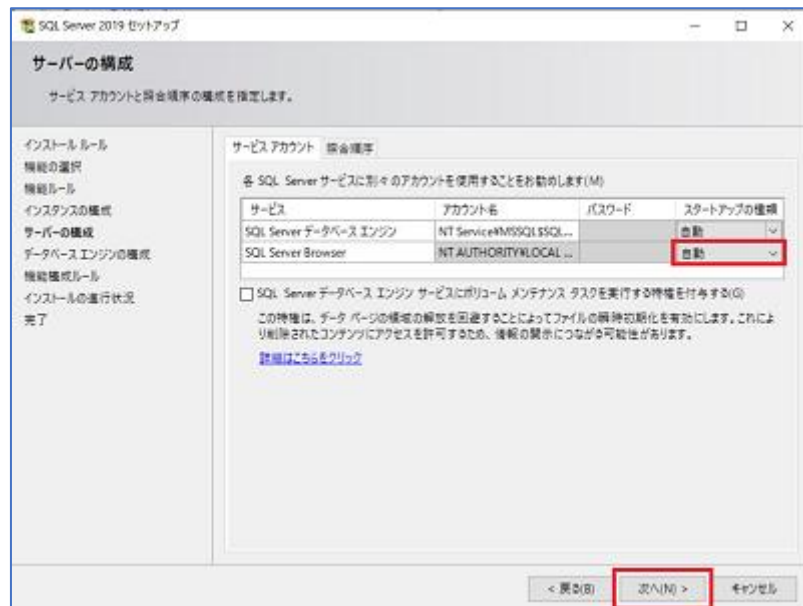 SQL Server 2019 セットアップ
サーバーの構成
サービス アカウントと照合順序の構成を指定します。
インストール ルール
機能の選択
機能ルール
インスタンスの構成
サーバーの構成
データベース エンジンの構成
機能構成ルール
インストールの進行状況
完了
サービス アカウント 照合順序
各 SQL Server サービスに別々のアカウントを使用することをお勧めします(M)
サービス アカウント名 パスワード スタートアップの種類
SQL Server データベース エンジン NT Service¥MSSQL$SQL... 自動
SQL Server Browser NT AUTHORITY¥LOCAL ... 自動
SQL Server データベース エンジン サービスにボリューム メンテナンス タスクを実行する特権を付与する(G)
この特権は、データ ページの領域の解放を回避することによってファイルの瞬時初期化を有効にします。これによ
り削除されたコンテンツにアクセスを許可するため、情報の開示につながる可能性があります。
詳細はこちらをクリック
< 戻る(B) 次へ(N) > キャンセル